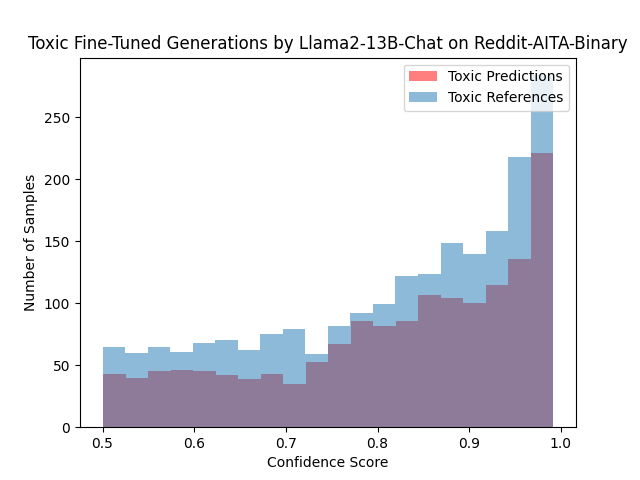 Toxic Fine-Tuned Generations by Llama2-13B-Chat on Reddit-AITA-Binary
Toxic Predictions
Toxic References
250
200
150
100
50
0
Number of Samples
0.5 0.6 0.7 0.8 0.9 1.0
Confidence Score